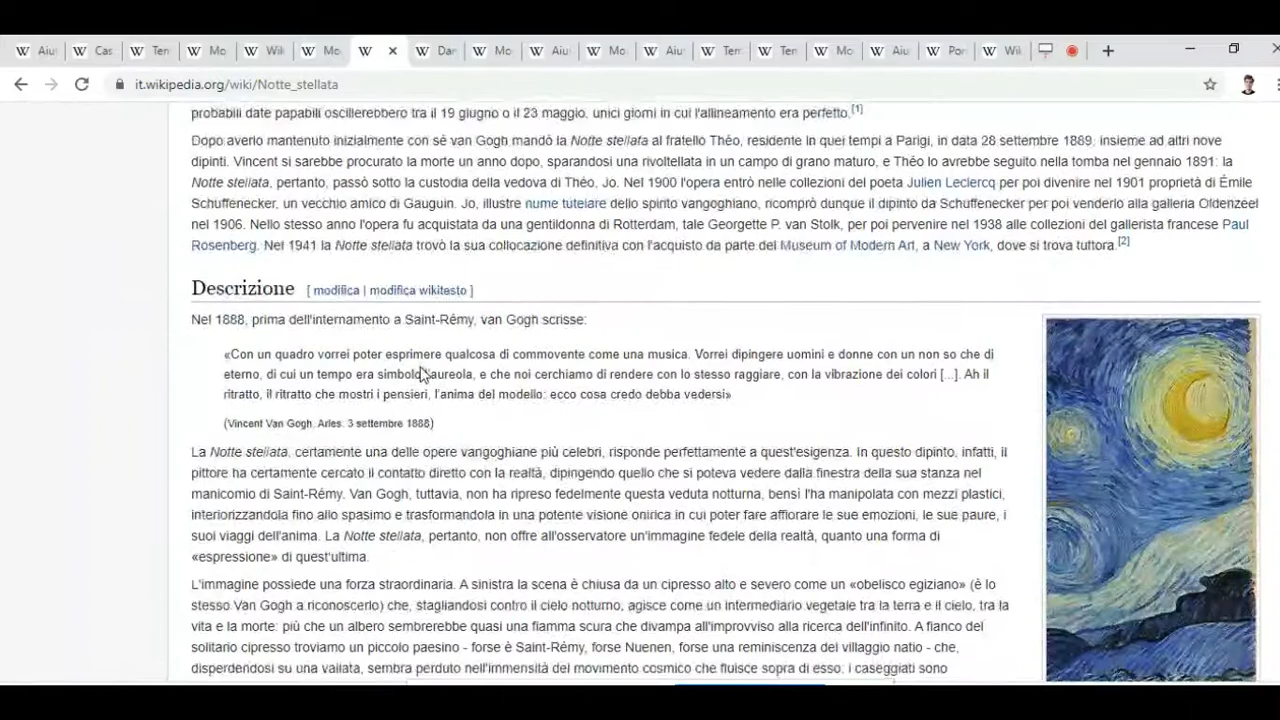 Aiu Cas Ten Mo Wik Mo Dar Mo Aiu Mo Aiu Ten Ten Mo Aiu Por Wil
it.wikipedia.org/wiki/Notte_stellata
probabili date papabili oscillerebbero tra il 19 giugno o il 23 maggio, unici giorni in cui l'allineamento era perfetto.[1]
Dopo averlo mantenuto inizialmente con sé van Gogh mandò la Notte stellata al fratello Théo, residente in quei tempi a Parigi, in data 28 settembre 1889, insieme ad altri nove
dipinti. Vincent si sarebbe procurato la morte un anno dopo, sparandosi una rivoltellata in un campo di grano maturo, e Théo lo avrebbe seguito nella tomba nel gennaio 1891: la
Notte stellata, pertanto, passò sotto la custodia della vedova di Théo, Jo. Nel 1900 l'opera entrò nelle collezioni del poeta Julien Leclercq per poi divenire nel 1901 proprietà di Émile
Schuffenecker, un vecchio amico di Gauguin. Jo, illustre nume tutelare dello spirito vangoghiano, ricomprò dunque il dipinto da Schuffenecker per poi venderlo alla galleria Oldenzeel
nel 1906. Nello stesso anno l'opera fu acquistata da una gentildonna di Rotterdam, tale Georgette P. van Stolk, per poi pervenire nel 1938 alle collezioni del gallerista francese Paul
Rosenberg. Nel 1941 la Notte stellata trovò la sua collocazione definitiva con l'acquisto da parte del Museum of Modern Art, a New York, dove si trova tuttora.[2]
Descrizione [ modifica | modifica wikitesto ]
Nel 1888, prima dell'internamento a Saint-Rémy, van Gogh scrisse:
«Con un quadro vorrei poter esprimere qualcosa di commovente come una musica. Vorrei dipingere uomini e donne con un non so che di
eterno, di cui un tempo era simbolo l'aureola, e che noi cerchiamo di rendere con lo stesso raggiare, con la vibrazione dei colori [...]. Ah il
ritratto, il ritratto che mostri i pensieri, l'anima del modello: ecco cosa credo debba vedersi»
(Vincent Van Gogh. Arles. 3 settembre 1888)
La Notte stellata, certamente una delle opere vangoghiane più celebri, risponde perfettamente a quest'esigenza. In questo dipinto, infatti, il
pittore ha certamente cercato il contatto diretto con la realtà, dipingendo quello che si poteva vedere dalla finestra della sua stanza nel
manicomio di Saint-Rémy. Van Gogh, tuttavia, non ha ripreso fedelmente questa veduta notturna, bensì l'ha manipolata con mezzi plastici,
interiorizzandola fino allo spasimo e trasformandola in una potente visione onirica in cui poter fare affiorare le sue emozioni, le sue paure, i
suoi viaggi dell'anima. La Notte stellata, pertanto, non offre all'osservatore un'immagine fedele della realtà, quanto una forma di
«espressione» di quest'ultima.
L'immagine possiede una forza straordinaria. A sinistra la scena è chiusa da un cipresso alto e severo come un «obelisco egiziano» (è lo
stesso Van Gogh a riconoscerlo) che, stagliandosi contro il cielo notturno, agisce come un intermediario vegetale tra la terra e il cielo, tra la
vita e la morte: più che un albero sembrerebbe quasi una fiamma scura che divampa all'improvviso alla ricerca dell'infinito. A fianco del
solitario cipresso troviamo un piccolo paesino - forse è Saint-Rémy, forse Nuenen, forse una reminiscenza del villaggio natio - che,
disperdendosi su una vallata, sembra perduto nell'immensità del movimento cosmico che fluisce sopra di esso: i caseggiati sono